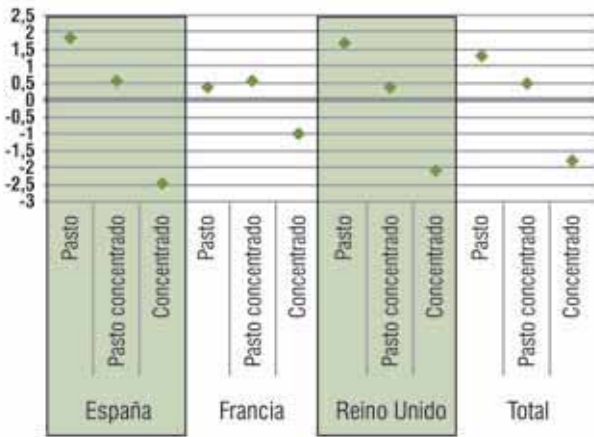 2,5
2
1,5
1
0,5
0
-0,5
-1
-1,5
-2
-2,5
-3
Pasto
Pasto concentrado
Concentrado
Pasto
Pasto concentrado
Concentrado
Pasto
Pasto concentrado
Concentrado
Pasto
Pasto concentrado
Concentrado
España
Francia
Reino Unido
Total